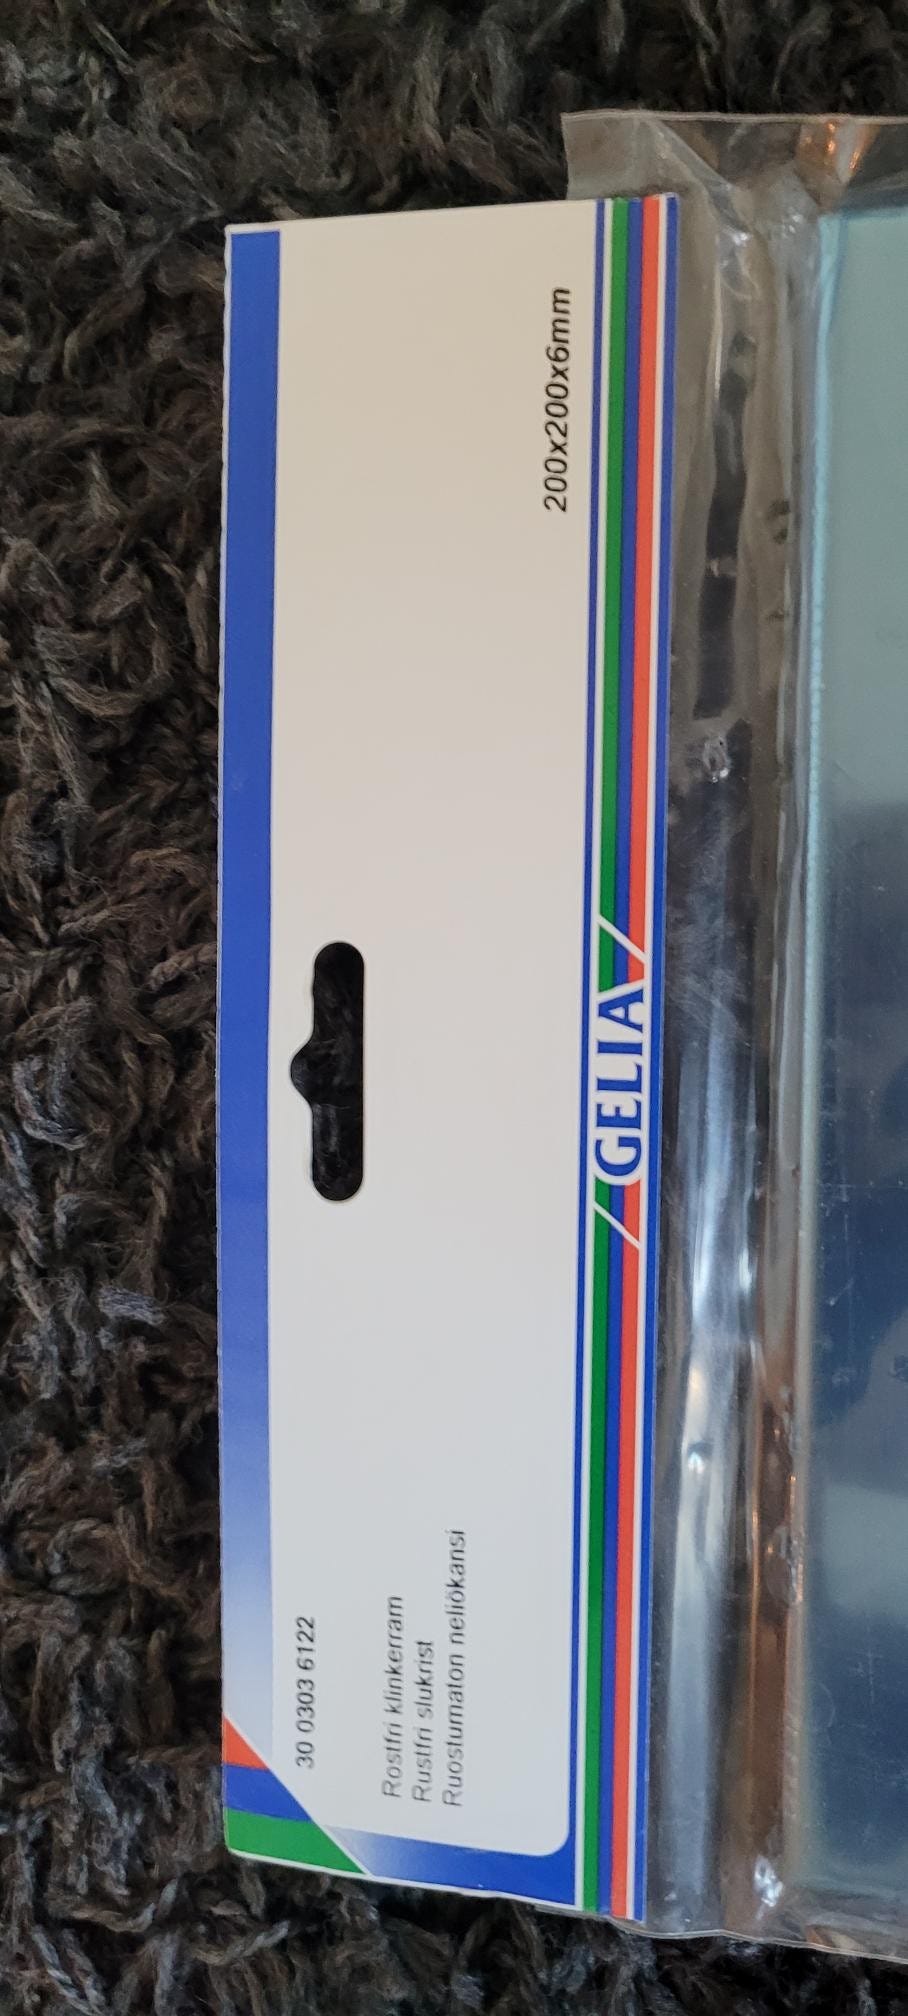 30 0303 6122
Rostfri klinkerram
Rustfri slukrist
Ruostumaton neliökansi
200x200x6mm
GELIA